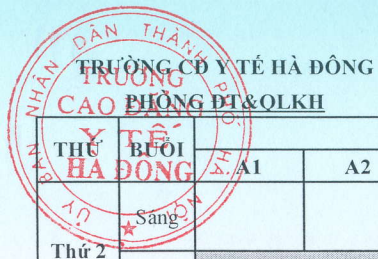 TRƯỜNG CĐ Y TẾ HÀ ĐÔNG
PHÒNG ĐT&QLKH
THỨ BUỔI
A1 A2
Sáng
Thứ 2
ỦY BAN NHÂN DÂN THÀNH PHỐ HÀ NỘI
TRƯỜNG
CAO ĐẲNG
Y TẾ
HÀ ĐÔNG